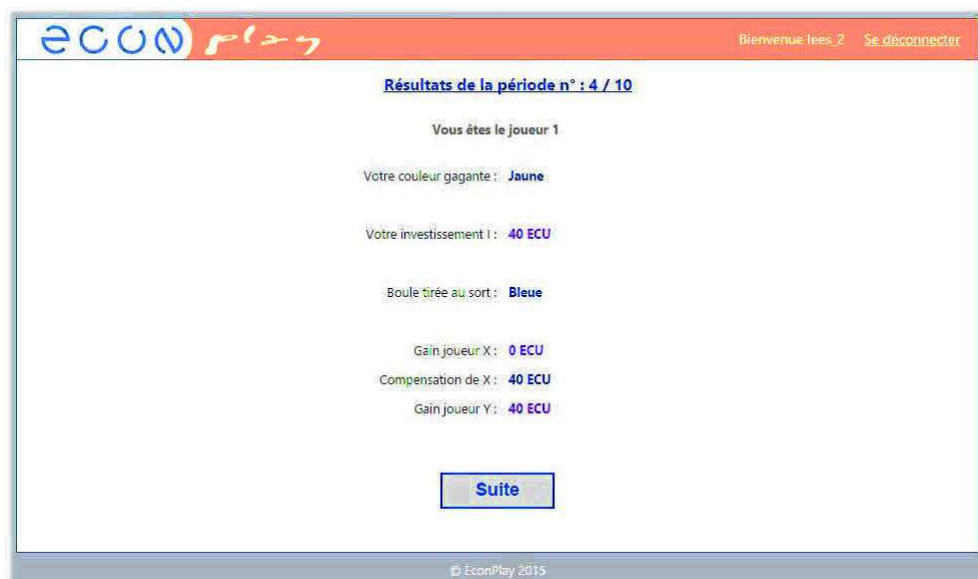 econ play
Bienvenue lees_2 Se déconnecter
Résultats de la période n° : 4 / 10
Vous êtes le joueur 1
Votre couleur gagnante : Jaune
Votre investissement I : 40 ECU
Boule tirée au sort : Bleue
Gain joueur X : 0 ECU
Compensation de X : 40 ECU
Gain joueur Y : 40 ECU
Suite
© EconPlay 2015